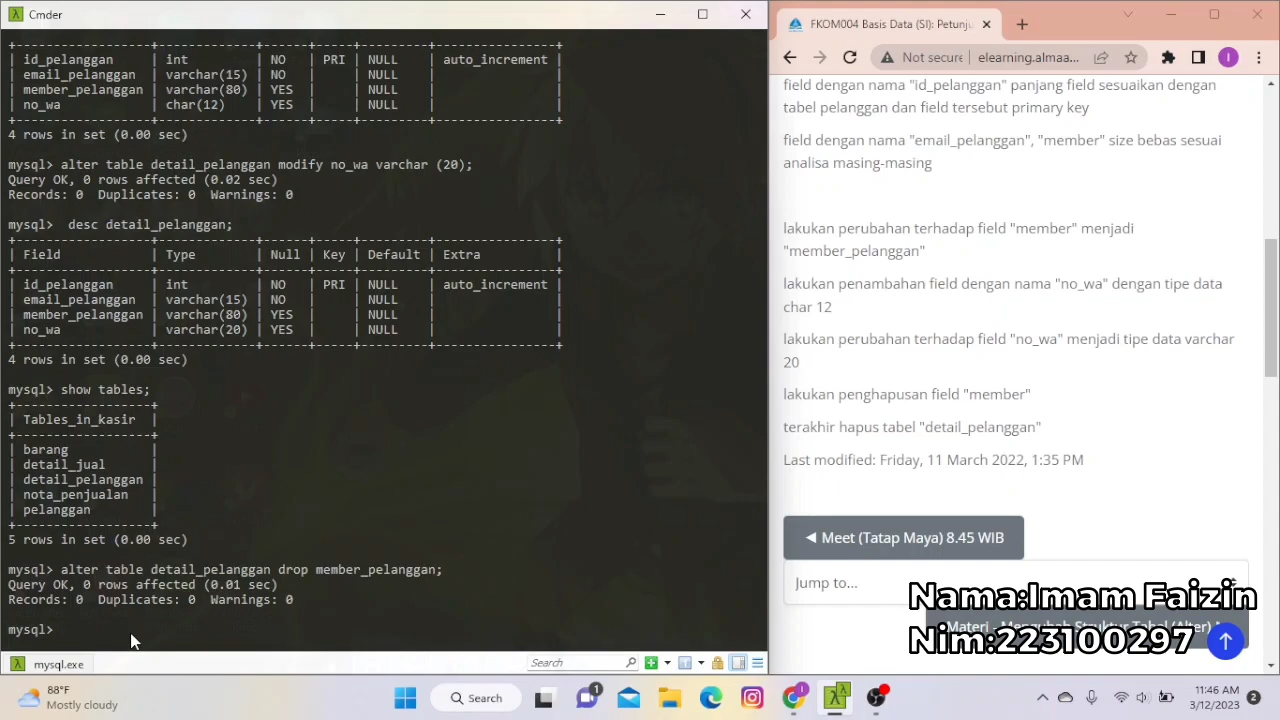 Cmder
| id_pelanggan | int | NO | PRI | NULL | auto_increment |
| email_pelanggan | varchar(15) | NO | | NULL | |
| member_pelanggan | varchar(80) | YES | | NULL | |
| no_wa | char(12) | YES | | NULL | |
4 rows in set (0.00 sec)
mysql> alter table detail_pelanggan modify no_wa varchar (20);
Query OK, 0 rows affected (0.02 sec)
Records: 0  Duplicates: 0  Warnings: 0
mysql>  desc detail_pelanggan;
| Field | Type | Null | Key | Default | Extra |
| id_pelanggan | int | NO | PRI | NULL | auto_increment |
| email_pelanggan | varchar(15) | NO | | NULL | |
| member_pelanggan | varchar(80) | YES | | NULL | |
| no_wa | varchar(20) | YES | | NULL | |
4 rows in set (0.00 sec)
mysql> show tables;
| Tables_in_kasir |
| barang |
| detail_jual |
| detail_pelanggan |
| nota_penjualan |
| pelanggan |
5 rows in set (0.00 sec)
mysql> alter table detail_pelanggan drop member_pelanggan;
Query OK, 0 rows affected (0.01 sec)
Records: 0  Duplicates: 0  Warnings: 0
mysql>
mysql.exe
Search
FKOM004 Basis Data (SI): Petunju
Not secure
elearning.almaa...
I
field dengan nama "id_pelanggan" panjang field sesuaikan dengan
tabel pelanggan dan field tersebut primary key
field dengan nama "email_pelanggan", "member" size bebas sesuai
analisa masing-masing
lakukan perubahan terhadap field "member" menjadi
"member_pelanggan"
lakukan penambahan field dengan nama "no_wa" dengan tipe data
char 12
lakukan perubahan terhadap field "no_wa" menjadi tipe data varchar
20
lakukan penghapusan field "member"
terakhir hapus tabel "detail_pelanggan"
Last modified: Friday, 11 March 2022, 1:35 PM
◀ Meet (Tatap Maya) 8.45 WIB
Jump to...
Materi - Mengubah Struktur Tabel (Alter)
Nama:Imam Faizin
Nim:223100297
88°F
Mostly cloudy
Search
1
11:46 AM
3/12/2023
2